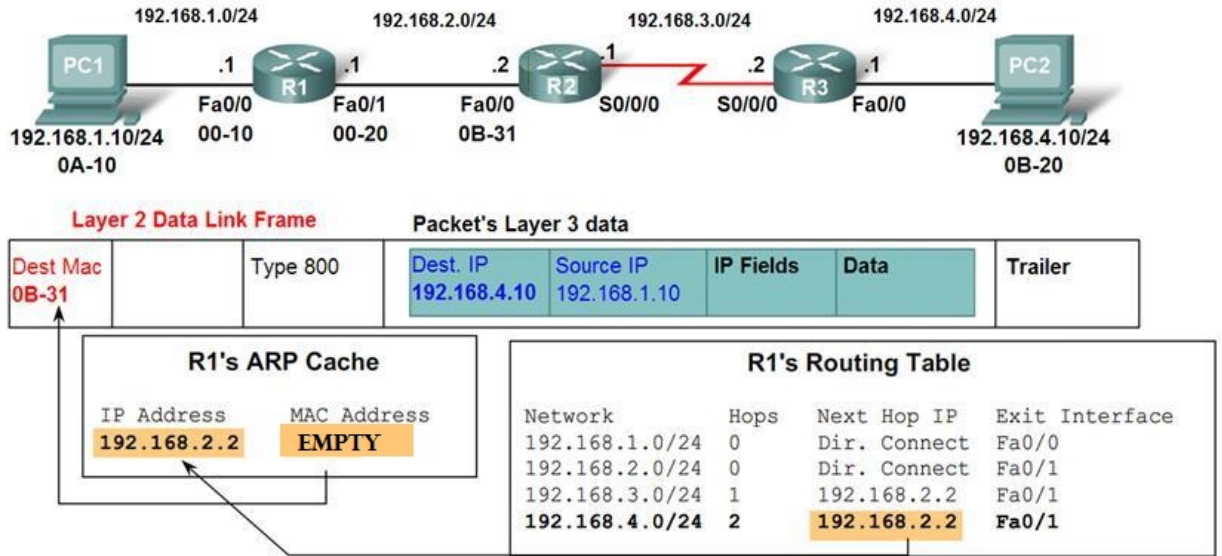 192.168.1.0/24 192.168.2.0/24 192.168.3.0/24 192.168.4.0/24
PC1 .1 R1 .1 .2 R2 .1 .2 R3 .1 PC2
Fa0/0 Fa0/1 Fa0/0 S0/0/0 S0/0/0 Fa0/0
192.168.1.10/24 00-10 00-20 0B-31 192.168.4.10/24
0A-10 0B-20
Layer 2 Data Link Frame Packet's Layer 3 data
Dest Mac Type 800 Dest. IP Source IP IP Fields Data Trailer
0B-31 192.168.4.10 192.168.1.10
R1's ARP Cache
IP Address MAC Address
192.168.2.2 EMPTY
R1's Routing Table
Network Hops Next Hop IP Exit Interface
192.168.1.0/24 0 Dir. Connect Fa0/0
192.168.2.0/24 0 Dir. Connect Fa0/1
192.168.3.0/24 1 192.168.2.2 Fa0/1
192.168.4.0/24 2 192.168.2.2 Fa0/1